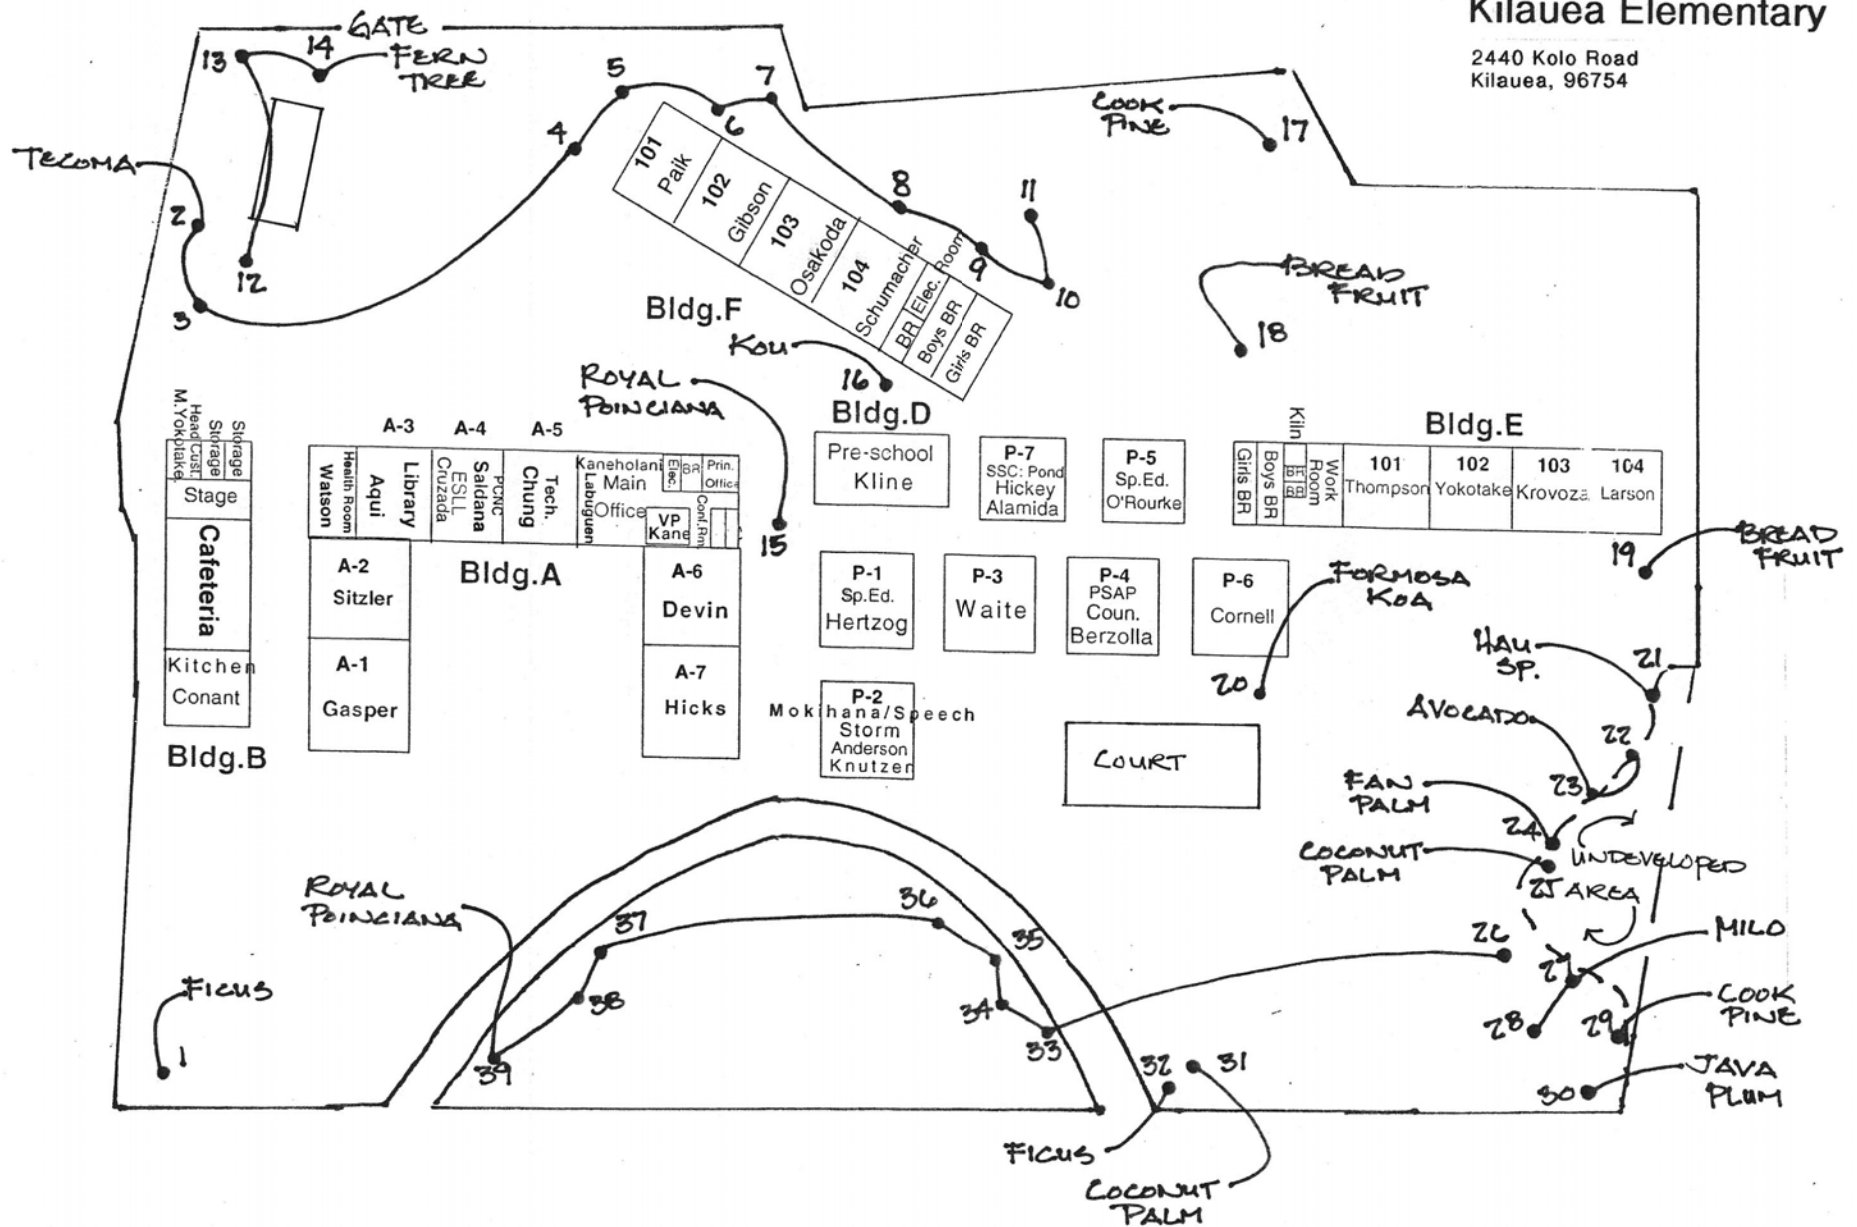 Kilauea Elementary
2440 Kolo Road
Kilauea, 96754
GATE
13
14
FERN
TREE
5
7
6
4
COOK
PINE
17
TECOMA
2
12
3
101
Paik
102
Gibson
103
Osakoda
104
Schumacher
BR
Elec. Room
Boys BR
Girls BR
8
11
9
10
BREAD
FRUIT
18
Bldg.F
KOU
16
ROYAL
POINCIANA
15
Bldg.D
Pre-school
Kline
P-7
SSC: Pond
Hickey
Alamida
P-5
Sp.Ed.
O'Rourke
Bldg.E
Girls BR
Boys BR
Kiln
BR
BR
Work
Room
101
Thompson
102
Yokotake
103
Krovoza
104
Larson
M.Yokotake
Head Cust.
Storage
Storage
Stage
Cafeteria
Kitchen
Conant
Bldg.B
A-3
A-4
A-5
Watson
Health Room
Aqui
Library
Cruzada
ESLL
Saldana
PCNC
Chung
Tech.
Kaneholani
Main
Office
Labuguen
Elec
BR
Prin.
Office
VP
Kane
Conf.Rm
A-2
Sitzler
Bldg.A
A-1
Gasper
A-6
Devin
A-7
Hicks
P-1
Sp.Ed.
Hertzog
P-3
Waite
P-4
PSAP
Coun.
Berzolla
P-6
Cornell
FORMOSA
KOA
20
19
BREAD
FRUIT
P-2
Mokihana/Speech
Storm
Anderson
Knutzen
COURT
HAU
SP.
21
AVOCADO
22
23
FAN
PALM
24
COCONUT
PALM
25
UNDEVELOPED
AREA
26
MILO
27
28
29
COOK
PINE
30
JAVA
PLUM
ROYAL
POINCIANA
37
36
35
38
34
33
39
FICUS
1
32
31
FICUS
COCONUT
PALM